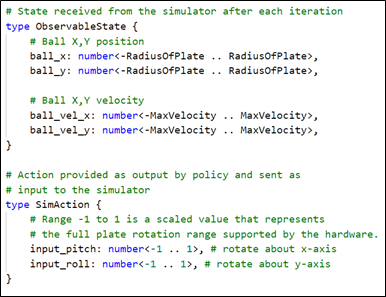 # State received from the simulator after each iteration
type ObservableState {
    # Ball X,Y position
    ball_x: number<-RadiusOfPlate .. RadiusOfPlate>,
    ball_y: number<-RadiusOfPlate .. RadiusOfPlate>,

    # Ball X,Y velocity
    ball_vel_x: number<-MaxVelocity .. MaxVelocity>,
    ball_vel_y: number<-MaxVelocity .. MaxVelocity>,
}

# Action provided as output by policy and sent as
# input to the simulator
type SimAction {
    # Range -1 to 1 is a scaled value that represents
    # the full plate rotation range supported by the hardware.
    input_pitch: number<-1 .. 1>, # rotate about x-axis
    input_roll: number<-1 .. 1>, # rotate about y-axis
}